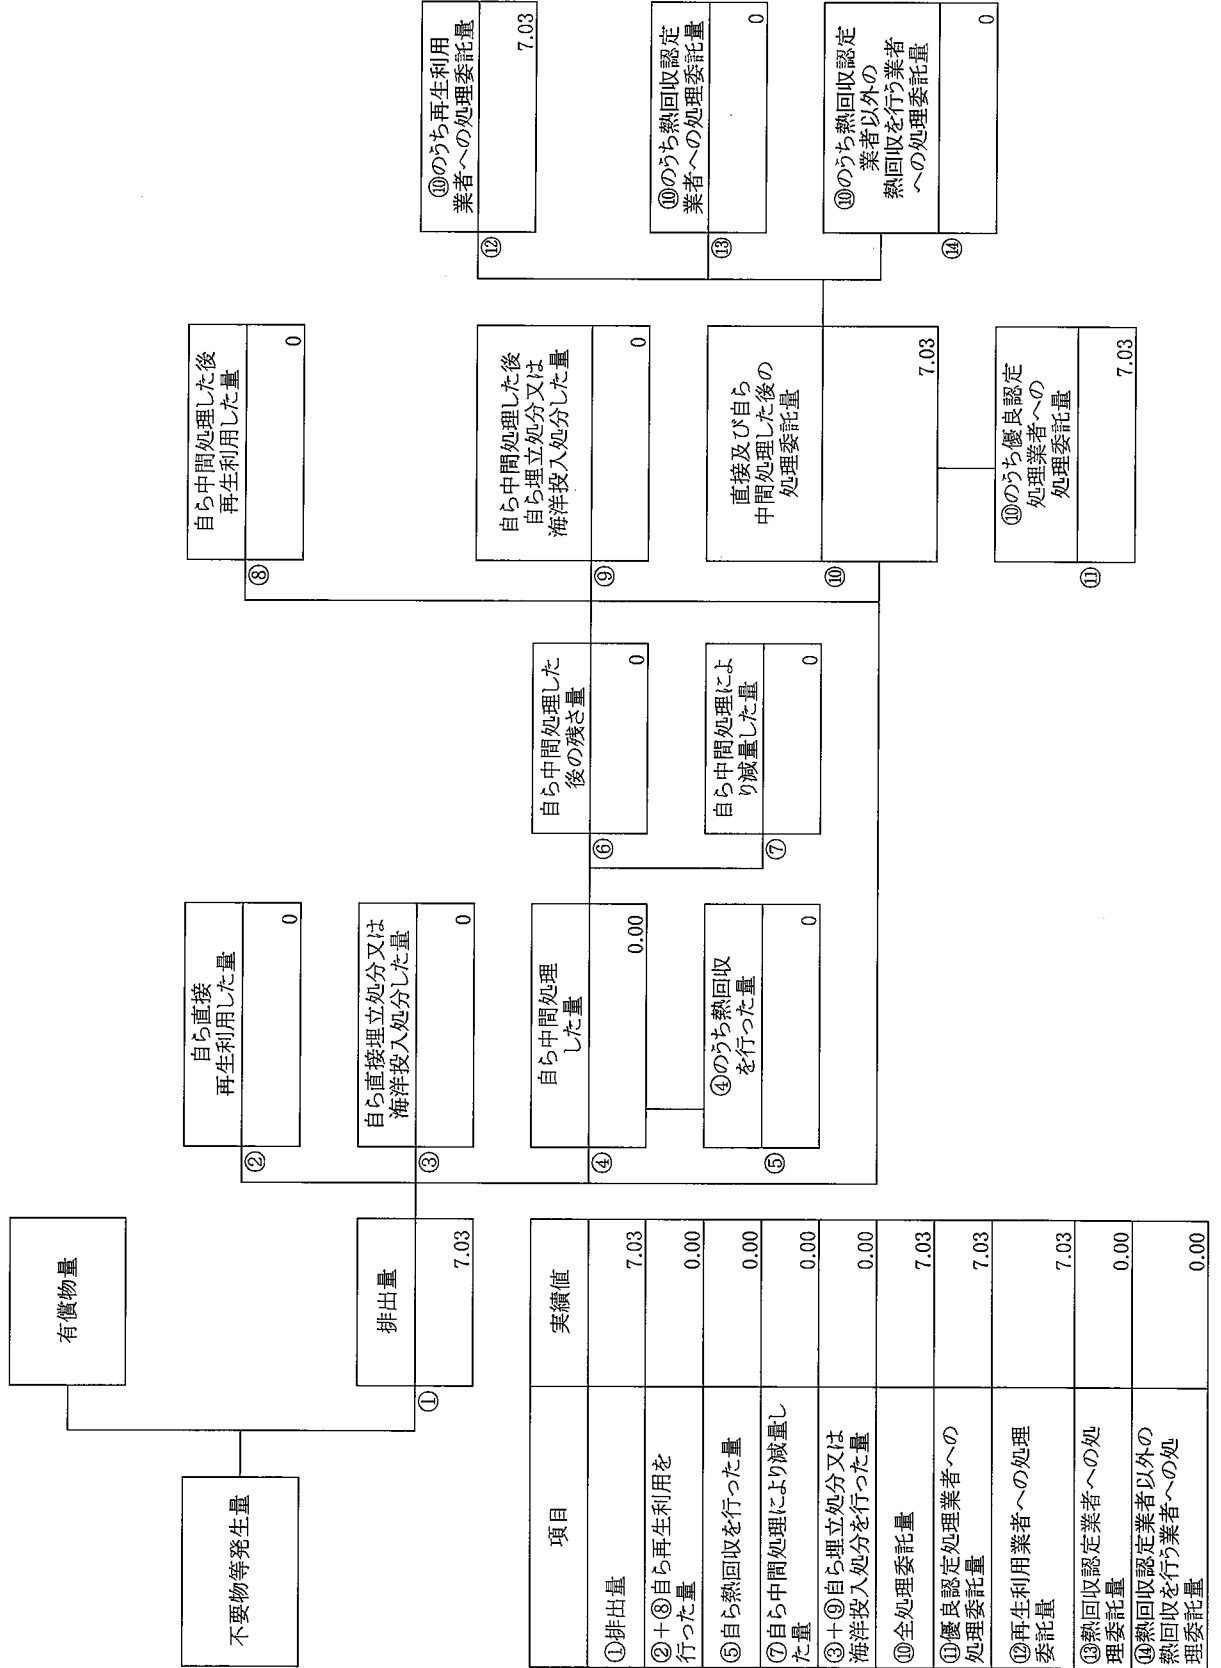 不要物等発生量
有償物量
排出量
①
7.03
自ら直接
再生利用した量
②
0
自ら直接埋立処分又は
海洋投入処分した量
③
0
自ら中間処理
した量
④
0.00
④のうち熱回収
を行った量
⑤
0
自ら中間処理した
後の残さ量
⑥
0
自ら中間処理によ
り減量した量
⑦
0
自ら中間処理した後
再生利用した量
⑧
0
自ら中間処理した後
自ら埋立処分又は
海洋投入処分した量
⑨
0
直接及び自ら
中間処理した後の
処理委託量
⑩
7.03
⑩のうち優良認定
処理業者への
処理委託量
⑪
7.03
⑩のうち再生利用
業者への処理委託量
⑫
7.03
⑩のうち熱回収認定
業者への処理委託量
⑬
0
⑩のうち熱回収認定
業者以外の
熱回収を行う業者
への処理委託量
⑭
0
項目 実績値
①排出量 7.03
②+⑧自ら再生利用を
行った量 0.00
⑤自ら熱回収を行った量 0.00
⑦自ら中間処理により減量し
た量 0.00
③+⑨自ら埋立処分又は
海洋投入処分を行った量 0.00
⑩全処理委託量 7.03
⑪優良認定処理業者への
処理委託量 7.03
⑫再生利用業者への処理
委託量 7.03
⑬熱回収認定業者への処
理委託量 0.00
⑭熱回収認定業者以外の
熱回収を行う業者への処
理委託量 0.00